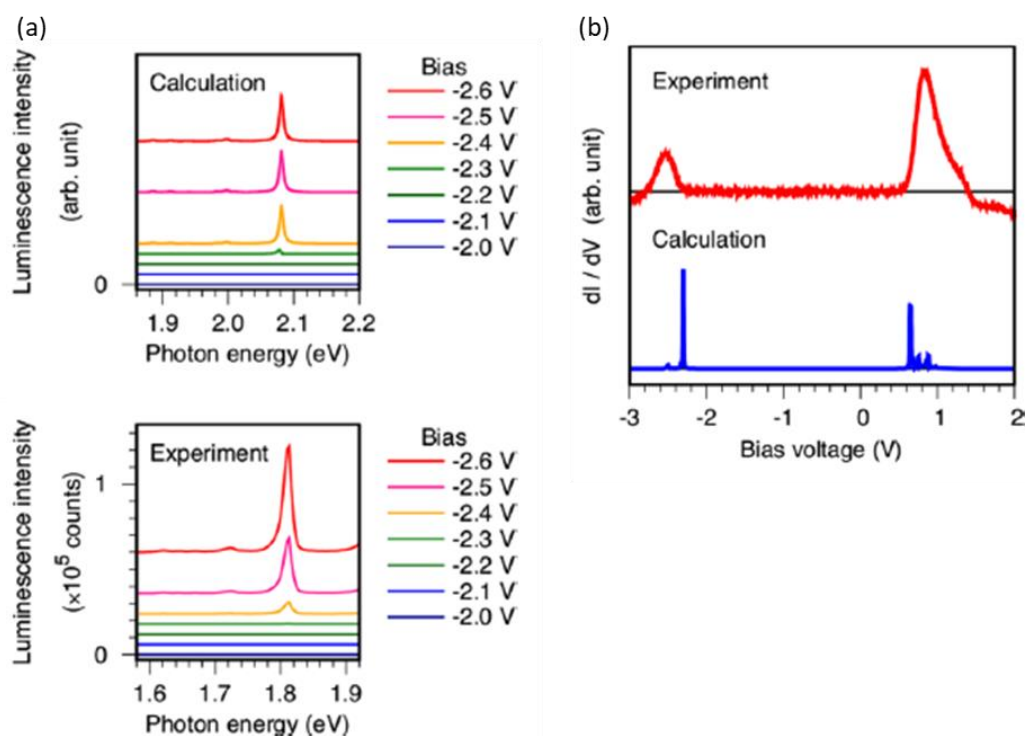 (a)
Luminescence intensity
(arb. unit)
Calculation
0
1.9 2.0 2.1 2.2
Photon energy (eV)
Bias
-2.6 V
-2.5 V
-2.4 V
-2.3 V
-2.2 V
-2.1 V
-2.0 V
Luminescence intensity
(×10⁵ counts)
Experiment
1
0
1.6 1.7 1.8 1.9
Photon energy (eV)
Bias
-2.6 V
-2.5 V
-2.4 V
-2.3 V
-2.2 V
-2.1 V
-2.0 V
(b)
dI / dV (arb. unit)
Experiment
Calculation
-3 -2 -1 0 1 2
Bias voltage (V)